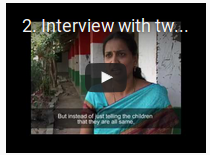 2. Interview with tw...
But instead of just telling the children
that they are all same,